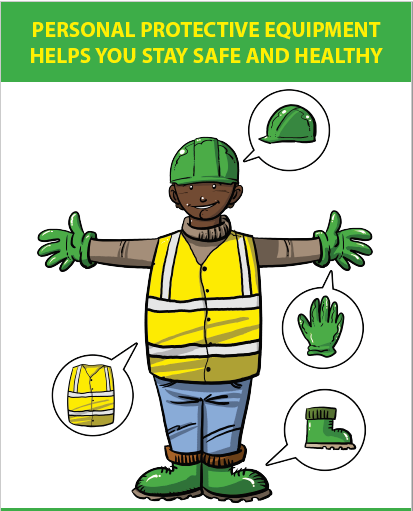 PERSONAL PROTECTIVE EQUIPMENT
HELPS YOU STAY SAFE AND HEALTHY